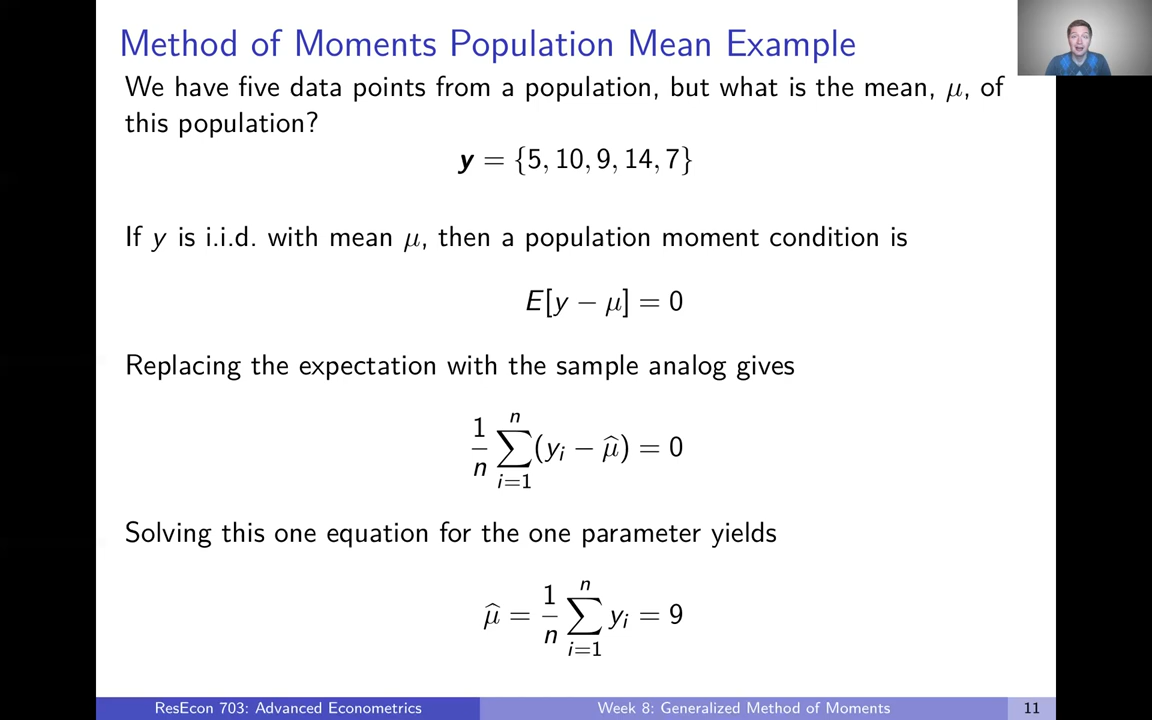 Method of Moments Population Mean Example
We have five data points from a population, but what is the mean, μ, of
this population?
y = {5, 10, 9, 14, 7}
If y is i.i.d. with mean μ, then a population moment condition is
E[y − μ] = 0
Replacing the expectation with the sample analog gives
1/n ∑_{i=1}^{n} (y_i − μ̂) = 0
Solving this one equation for the one parameter yields
μ̂ = 1/n ∑_{i=1}^{n} y_i = 9
ResEcon 703: Advanced Econometrics Week 8: Generalized Method of Moments 11